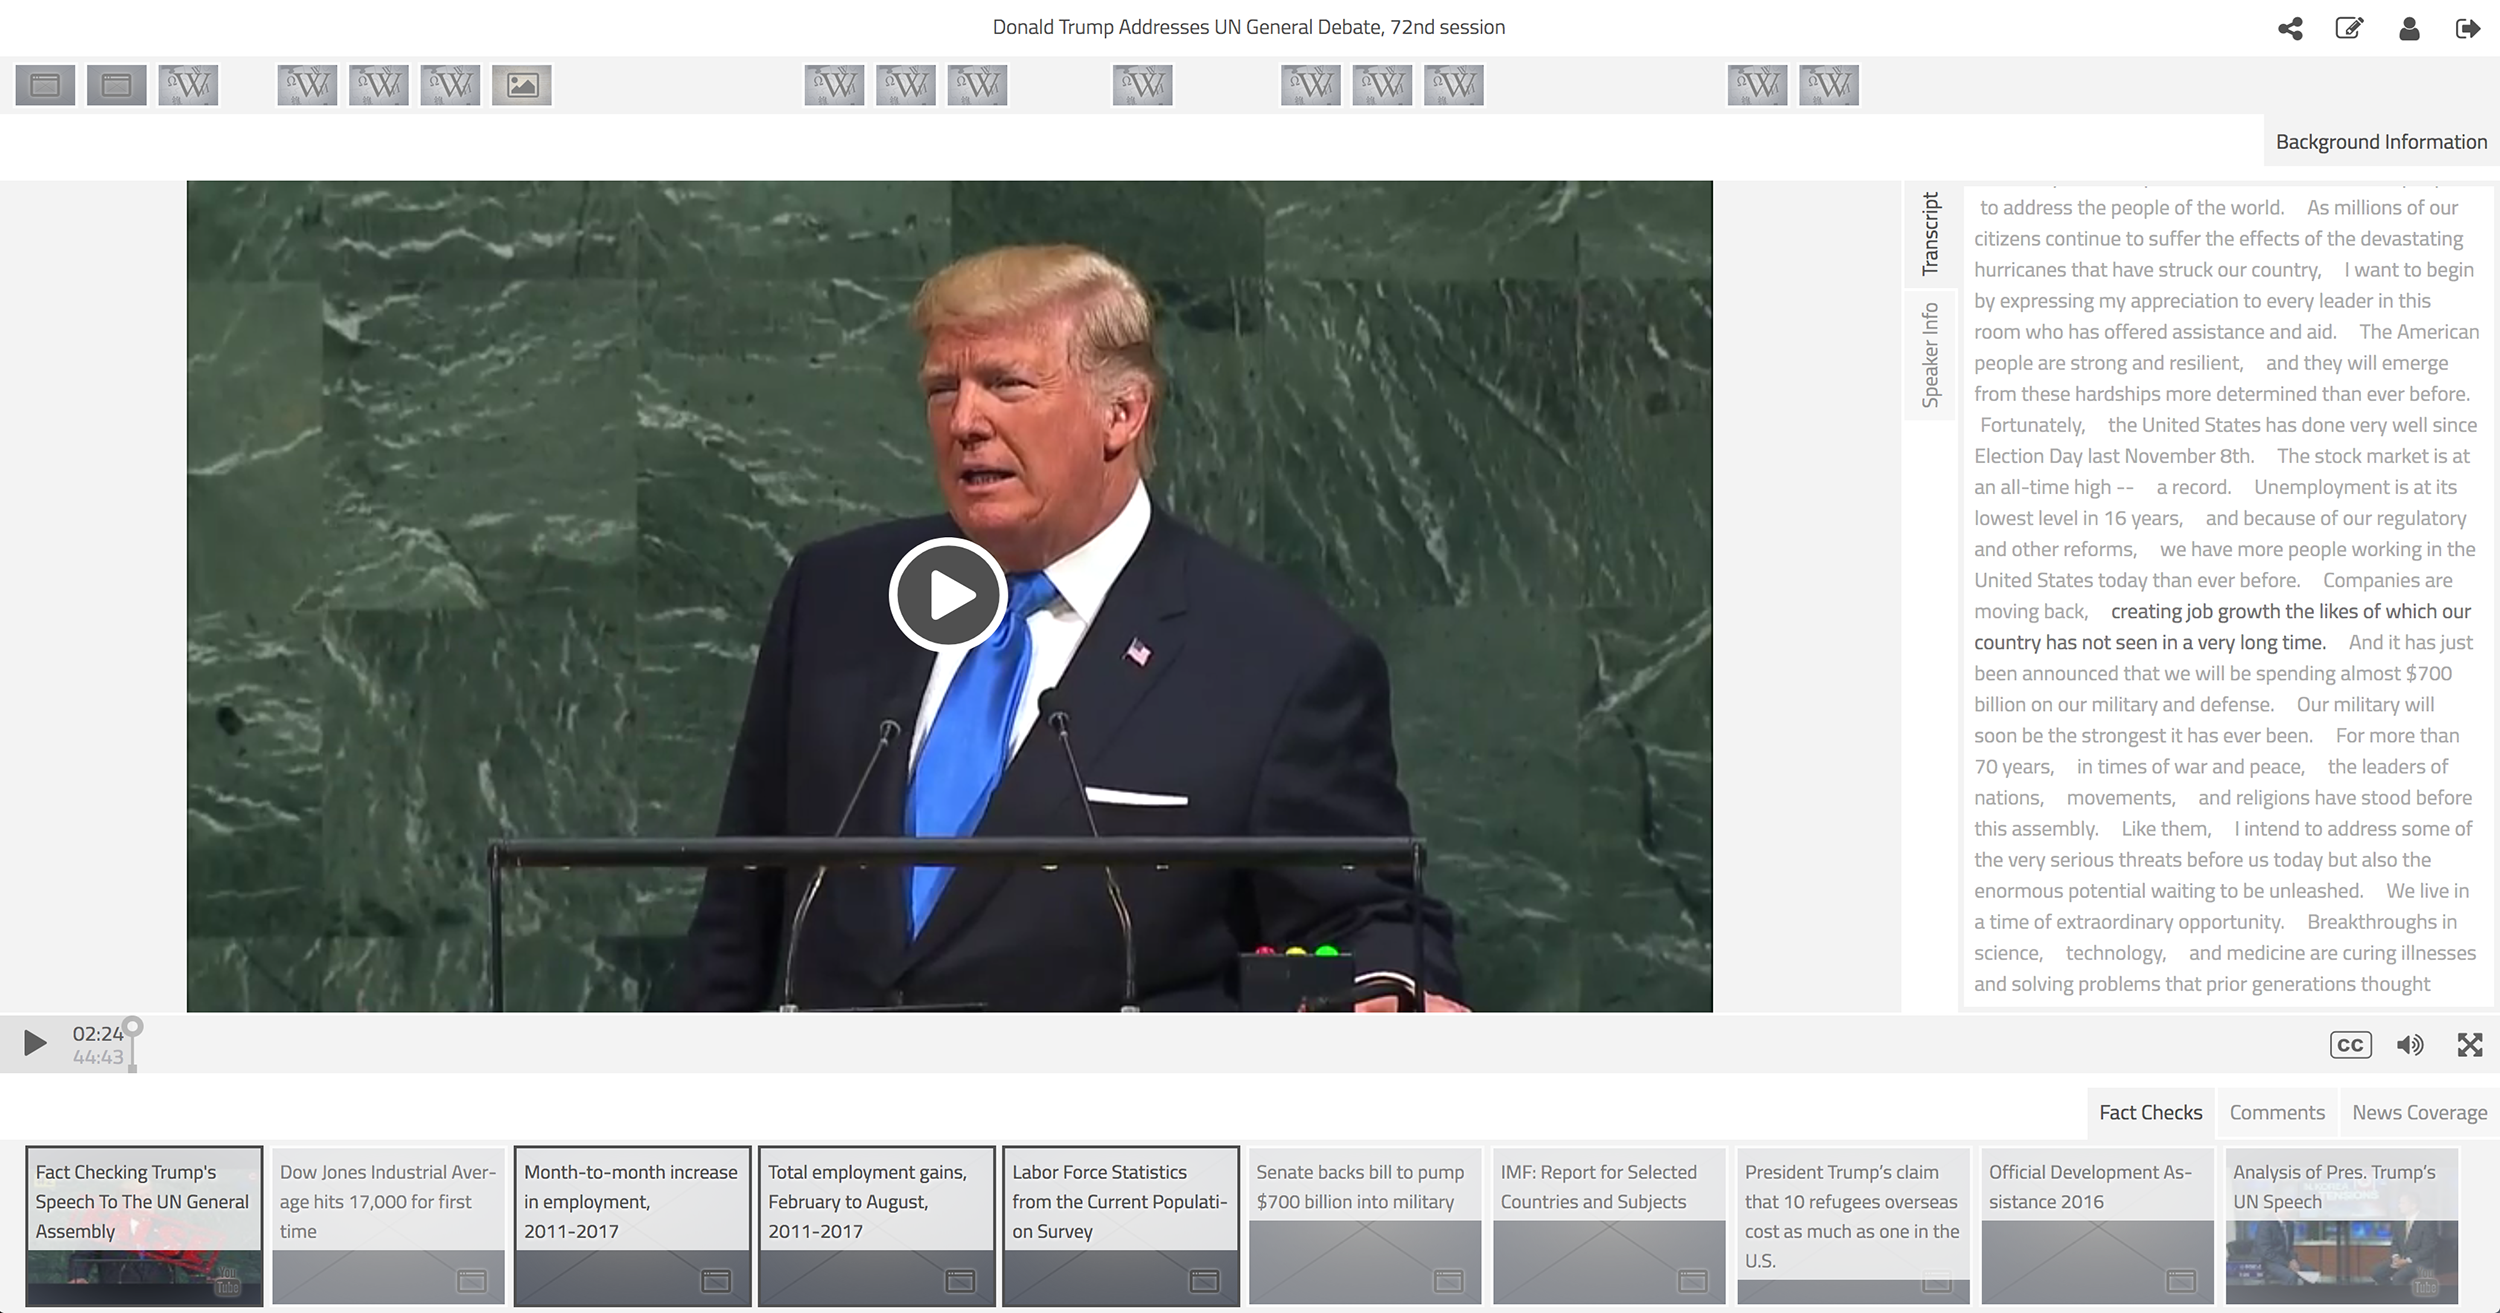 Donald Trump Addresses UN General Debate, 72nd session
Background Information
Transcript
Speaker Info
to address the people of the world. As millions of our
citizens continue to suffer the effects of the devastating
hurricanes that have struck our country, I want to begin
by expressing my appreciation to every leader in this
room who has offered assistance and aid. The American
people are strong and resilient, and they will emerge
from these hardships more determined than ever before.
Fortunately, the United States has done very well since
Election Day last November 8th. The stock market is at
an all-time high -- a record. Unemployment is at its
lowest level in 16 years, and because of our regulatory
and other reforms, we have more people working in the
United States today than ever before. Companies are
moving back, creating job growth the likes of which our
country has not seen in a very long time. And it has just
been announced that we will be spending almost $700
billion on our military and defense. Our military will
soon be the strongest it has ever been. For more than
70 years, in times of war and peace, the leaders of
nations, movements, and religions have stood before
this assembly. Like them, I intend to address some of
the very serious threats before us today but also the
enormous potential waiting to be unleashed. We live in
a time of extraordinary opportunity. Breakthroughs in
science, technology, and medicine are curing illnesses
and solving problems that prior generations thought
02:24
44:43
CC
Fact Checks
Comments
News Coverage
Fact Checking Trump's
Speech To The UN General
Assembly
You
Tube
Dow Jones Industrial Aver-
age hits 17,000 for first
time
Month-to-month increase
in employment,
2011-2017
Total employment gains,
February to August,
2011-2017
Labor Force Statistics
from the Current Populati-
on Survey
Senate backs bill to pump
$700 billion into military
IMF: Report for Selected
Countries and Subjects
President Trump's claim
that 10 refugees overseas
cost as much as one in the
U.S.
Official Development As-
sistance 2016
Analysis of Pres. Trump's
UN Speech
You
Tube